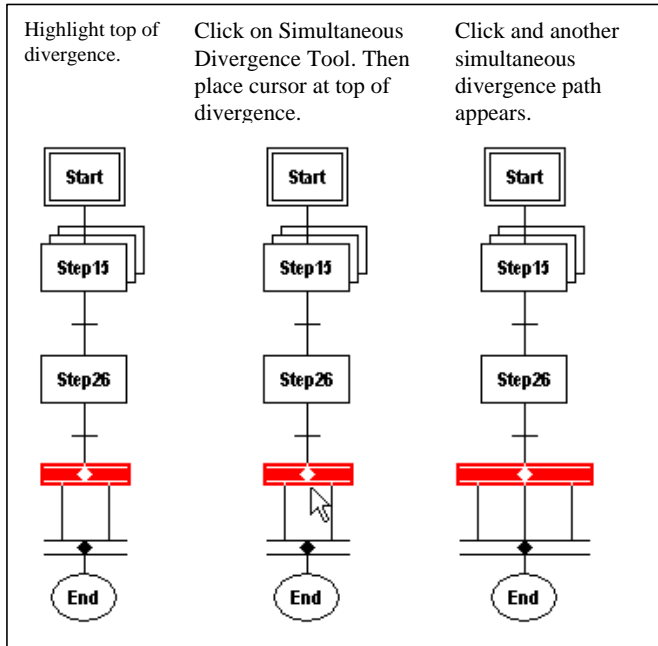 Highlight top of
divergence.
Click on Simultaneous
Divergence Tool. Then
place cursor at top of
divergence.
Click and another
simultaneous
divergence path
appears.
Start
Step15
Step26
End
Start
Step15
Step26
End
Start
Step15
Step26
End